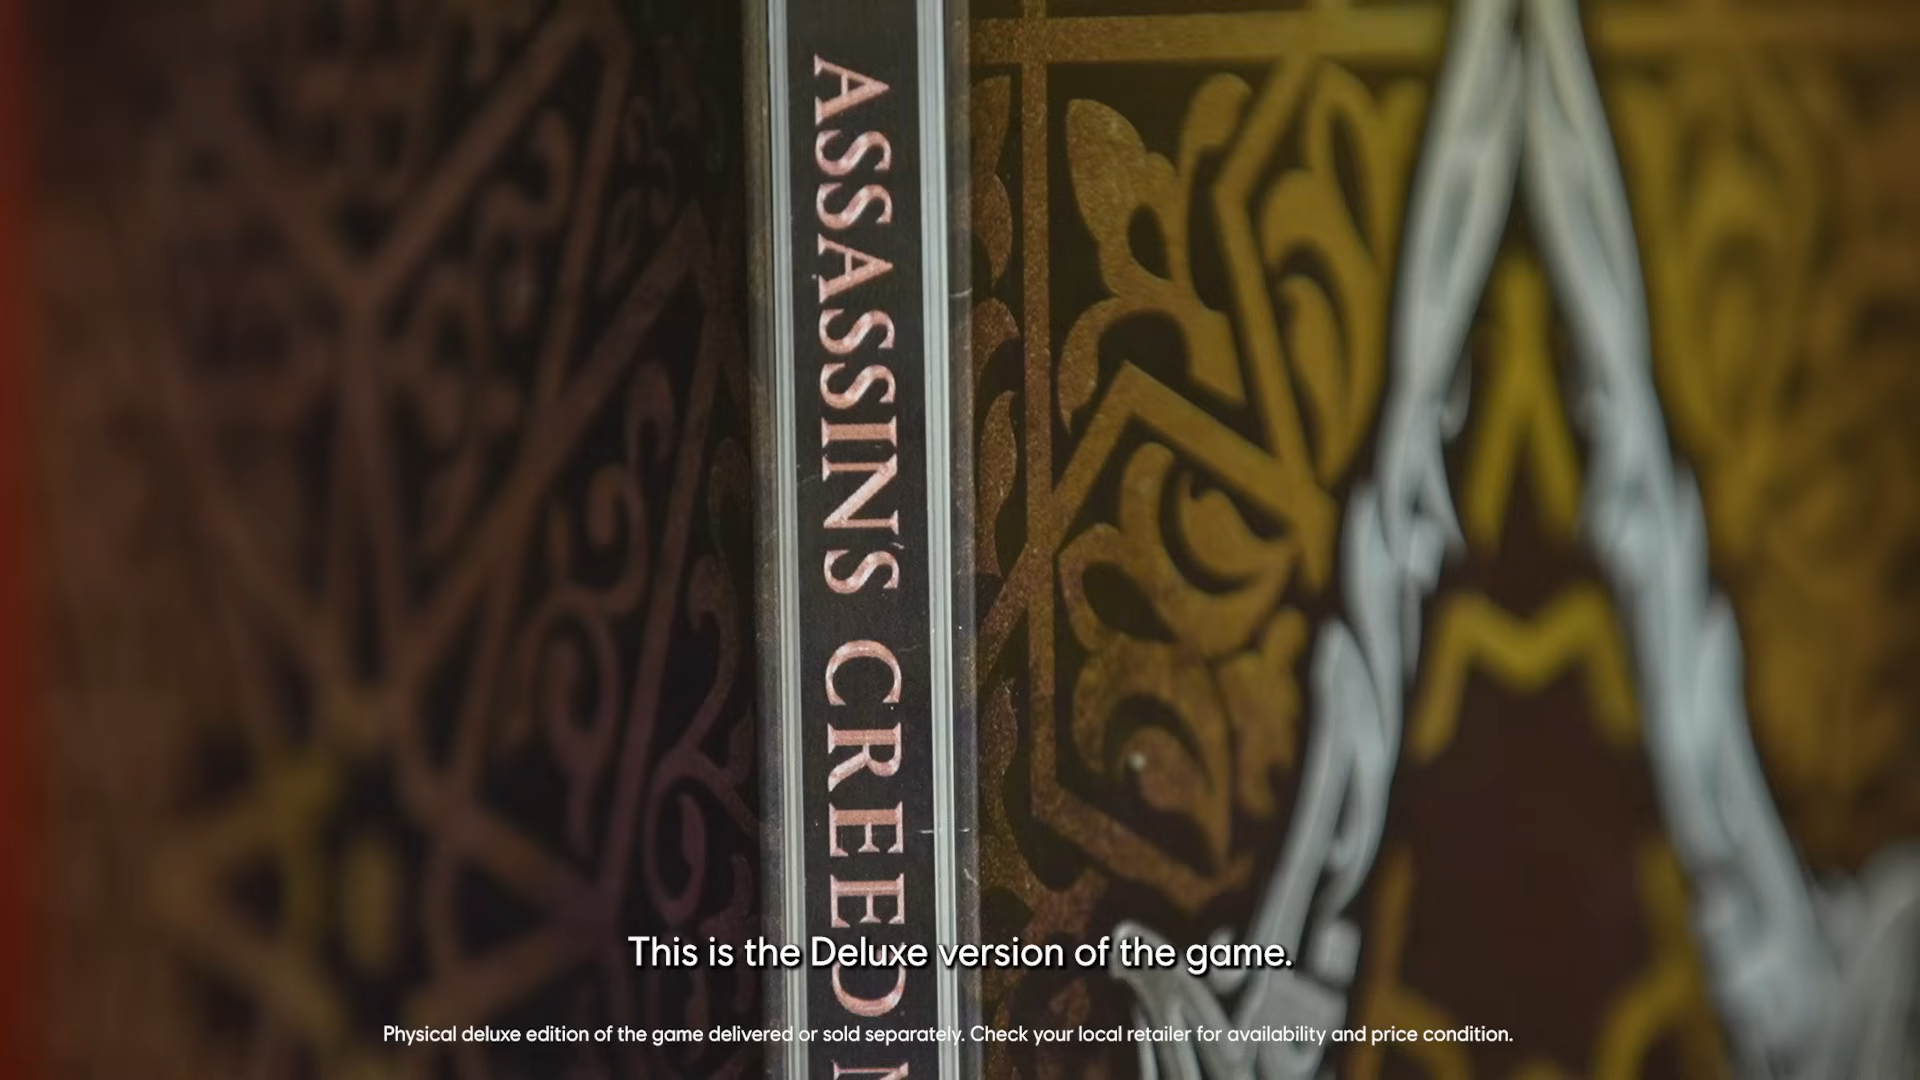 ASSASSIN'S CREED
This is the Deluxe version of the game.
Physical deluxe edition of the game delivered or sold separately. Check your local retailer for availability and price condition.